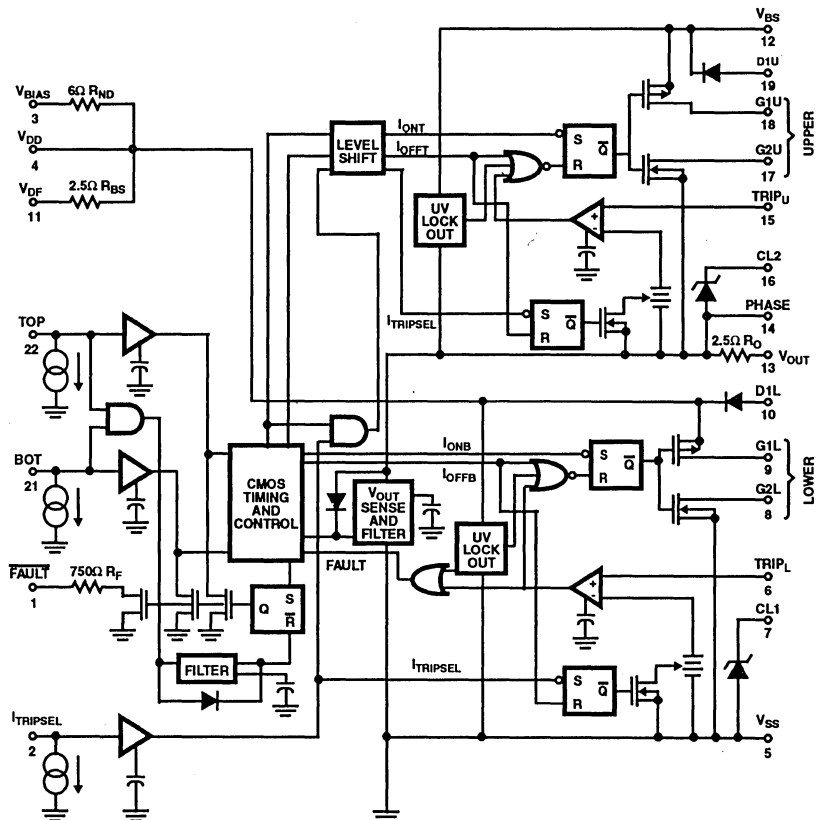 VBIAS
3
6Ω RND
VDD
4
VDF
11
2.5Ω RBS
LEVEL
SHIFT
IONT
IOFFT
UV
LOCK
OUT
S
R
Q̅
VBS
12
D1U
19
G1U
18
G2U
17
UPPER
TRIPU
15
+
-
CL2
16
PHASE
14
2.5Ω RO
VOUT
13
ITRIPSEL
S
R
Q̅
TOP
22
BOT
21
F̅A̅U̅L̅T̅
1
750Ω RF
CMOS
TIMING
AND
CONTROL
FAULT
VOUT
SENSE
AND
FILTER
IONB
IOFFB
UV
LOCK
OUT
S
R
Q̅
D1L
10
G1L
9
G2L
8
LOWER
TRIPL
6
+
-
CL1
7
Q
S
R̅
FILTER
ITRIPSEL
S
R
Q̅
ITRIPSEL
2
VSS
5